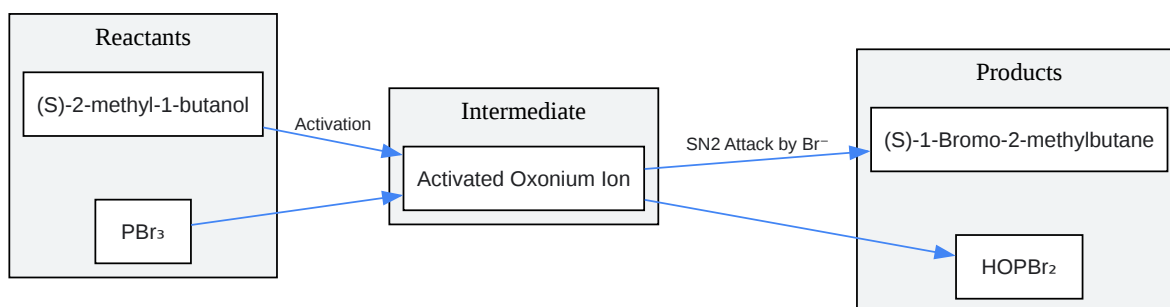 Reactants
(S)-2-methyl-1-butanol
PBr₃
Activation
Intermediate
Activated Oxonium Ion
SN2 Attack by Br⁻
Products
(S)-1-Bromo-2-methylbutane
HOPBr₂